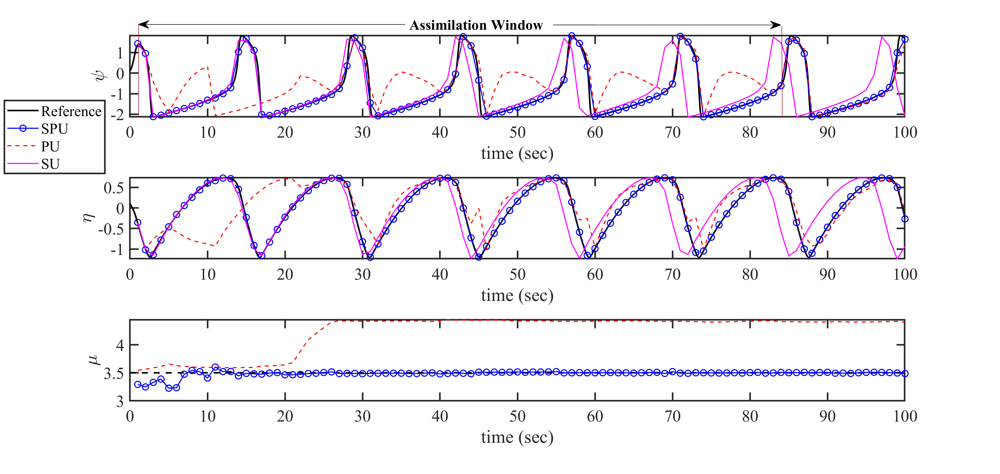 Assimilation Window
1
0
-1
-2
ψ
0 10 20 30 40 50 60 70 80 90 100
time (sec)
Reference
SPU
PU
SU
0.5
0
-0.5
-1
η
0 10 20 30 40 50 60 70 80 90 100
time (sec)
4
3.5
3
μ
0 10 20 30 40 50 60 70 80 90 100
time (sec)